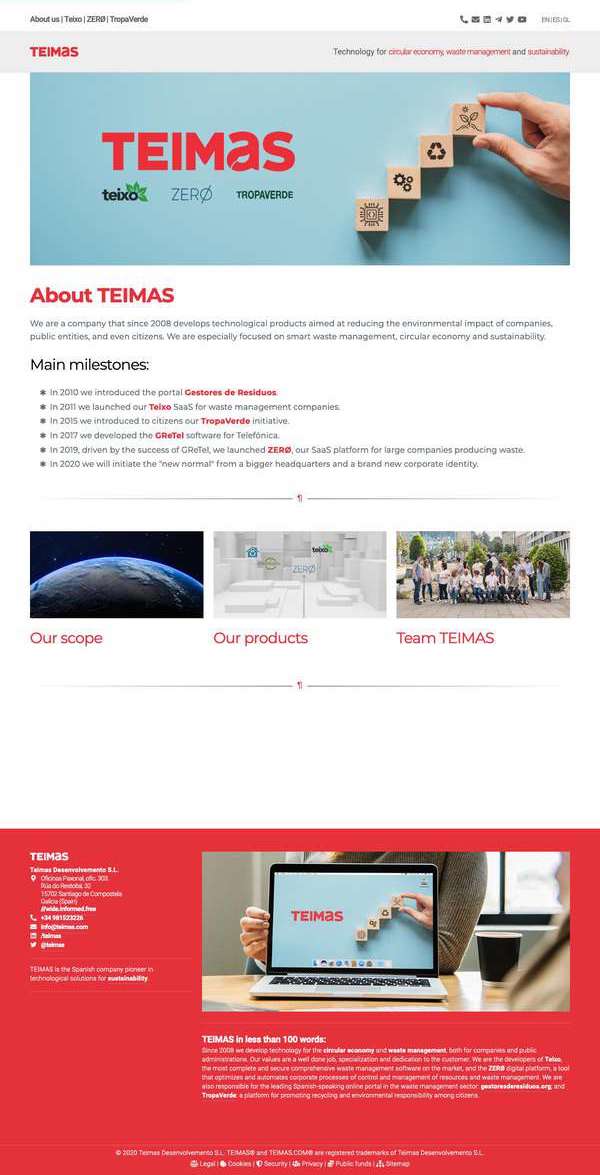 About us | Teixo | ZERØ | TropaVerde
EN | ES | GL
TEIMAS
Technology for circular economy, waste management and sustainability
TEIMAS
teixo
ZERØ
TROPAVERDE
About TEIMAS
We are a company that since 2008 develops technological products aimed at reducing the environmental impact of companies,
public entities, and even citizens. We are especially focused on smart waste management, circular economy and sustainability.
Main milestones:
✱ In 2010 we introduced the portal Gestores de Residuos.
✱ In 2011 we launched our Teixo SaaS for waste management companies.
✱ In 2015 we introduced to citizens our TropaVerde initiative.
✱ In 2017 we developed the GReTel software for Telefónica.
✱ In 2019, driven by the success of GReTel, we launched ZERØ, our SaaS platform for large companies producing waste.
✱ In 2020 we will initiate the "new normal" from a bigger headquarters and a brand new corporate identity.
¶
teixo
ZERØ
Our scope
Our products
Team TEIMAS
¶
TEIMAS
Teimas Desenvolvemento S.L.
Oficinas Pasonal, ofic. 303.
Rúa do Restollal, 32
15702 Santiago de Compostela
Galicia (Spain)
///wide.informed.free
+34 981523226
info@teimas.com
/teimas
@teimas
TEIMAS is the Spanish company pioneer in
technological solutions for sustainability.
TEIMAS
TEIMAS in less than 100 words:
Since 2008 we develop technology for the circular economy and waste management, both for companies and public
administrations. Our values are a well done job, specialization and dedication to the customer. We are the developers of Teixo,
the most complete and secure comprehensive waste management software on the market, and the ZERØ digital platform, a tool
that optimizes and automates corporate processes of control and management of resources and waste management. We are
also responsible for the leading Spanish-speaking online portal in the waste management sector: gestoresderesiduos.org; and
TropaVerde: a platform for promoting recycling and environmental responsibility among citizens.
© 2020 Teimas Desenvolvemento S.L. TEIMAS® and TEIMAS.COM® are registered trademarks of Teimas Desenvolvemento S.L.
Legal | Cookies | Security | Privacy | Public funds | Sitemap